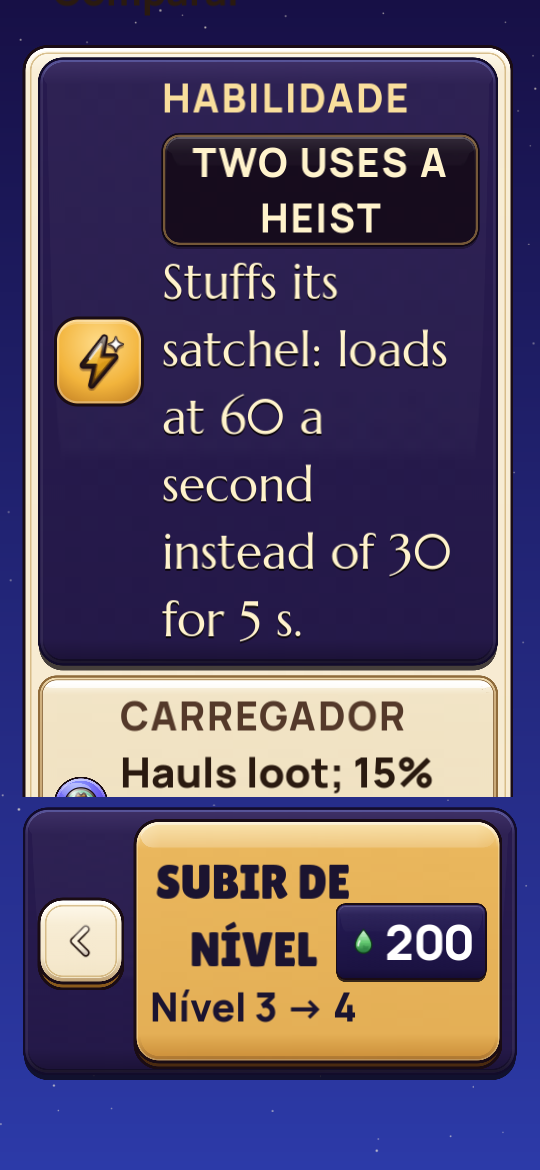 Comparar
HABILIDADE
TWO USES A
HEIST
Stuffs its
satchel: loads
at 60 a
second
instead of 30
for 5 s.
CARREGADOR
Hauls loot; 15%
SUBIR DE
NÍVEL
200
Nível 3 → 4